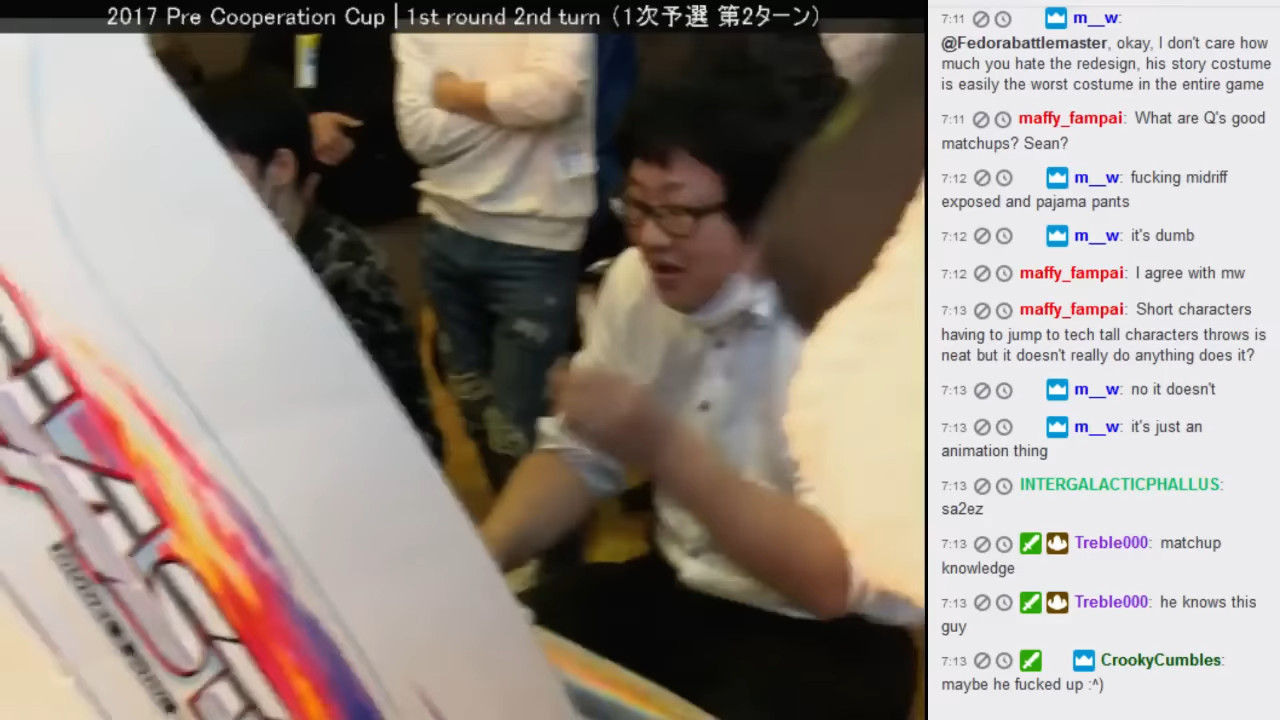 2017 Pre Cooperation Cup | 1st round 2nd turn (1次予選 第2ターン)
7:11 m__w:
@Fedorabattlemaster, okay, I don't care how
much you hate the redesign, his story costume
is easily the worst costume in the entire game
7:11 maffy_fampai: What are Q's good
matchups? Sean?
7:12 m__w: fucking midriff
exposed and pajama pants
7:12 m__w: it's dumb
7:12 maffy_fampai: I agree with mw
7:13 maffy_fampai: Short characters
having to jump to tech tall characters throws is
neat but it doesn't really do anything does it?
7:13 m__w: no it doesn't
7:13 m__w: it's just an
animation thing
7:13 INTERGALACTICPHALLUS:
sa2ez
7:13 Treble000: matchup
knowledge
7:13 Treble000: he knows this
guy
7:13 CrookyCumbles:
maybe he fucked up :^)